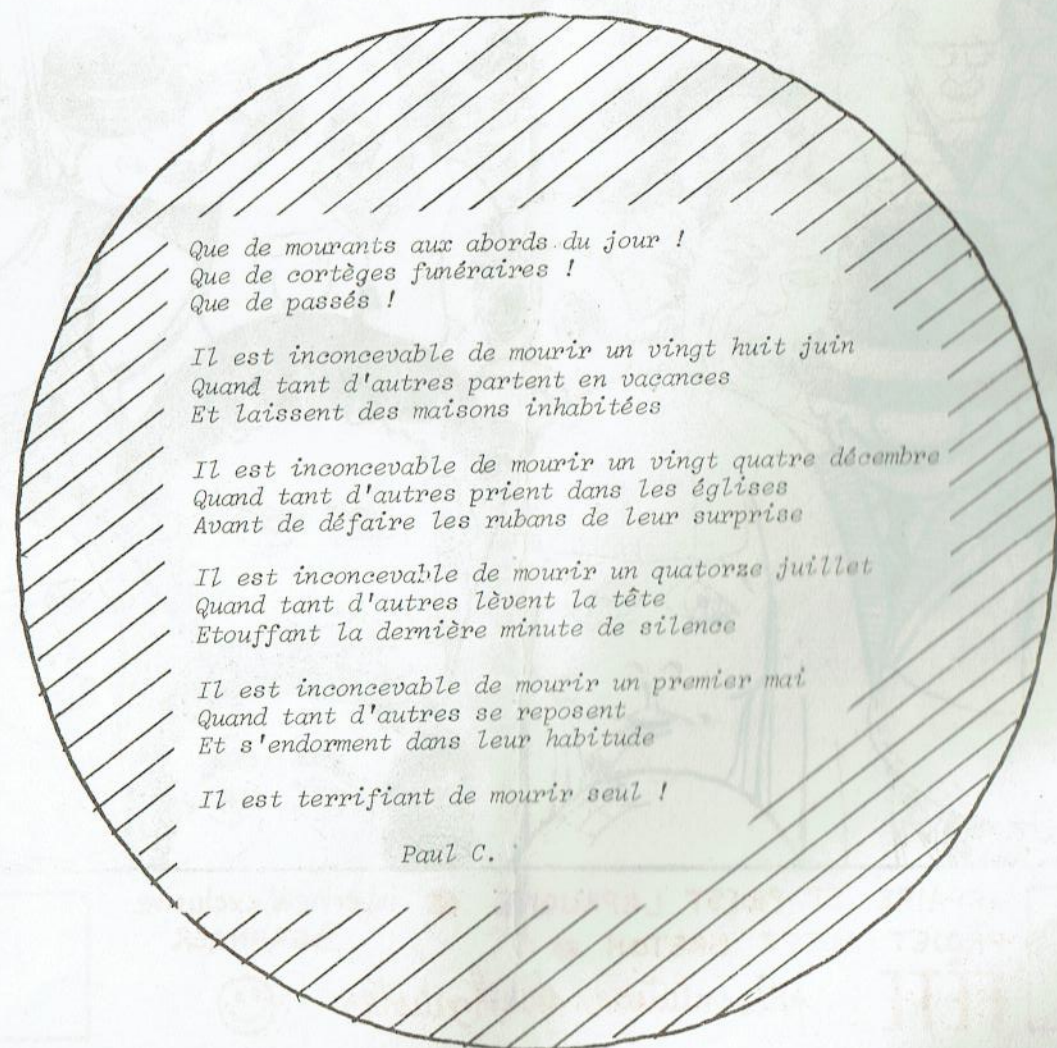 Que de mourants aux abords du jour !
Que de cortèges funéraires !
Que de passés !
Il est inconcevable de mourir un vingt huit juin
Quand tant d'autres partent en vacances
Et laissent des maisons inhabitées
Il est inconcevable de mourir un vingt quatre décembre
Quand tant d'autres prient dans les églises
Avant de défaire les rubans de leur surprise
Il est inconcevable de mourir un quatorze juillet
Quand tant d'autres lèvent la tête
Etouffant la dernière minute de silence
Il est inconcevable de mourir un premier mai
Quand tant d'autres se reposent
Et s'endorment dans leur habitude
Il est terrifiant de mourir seul !
Paul C.